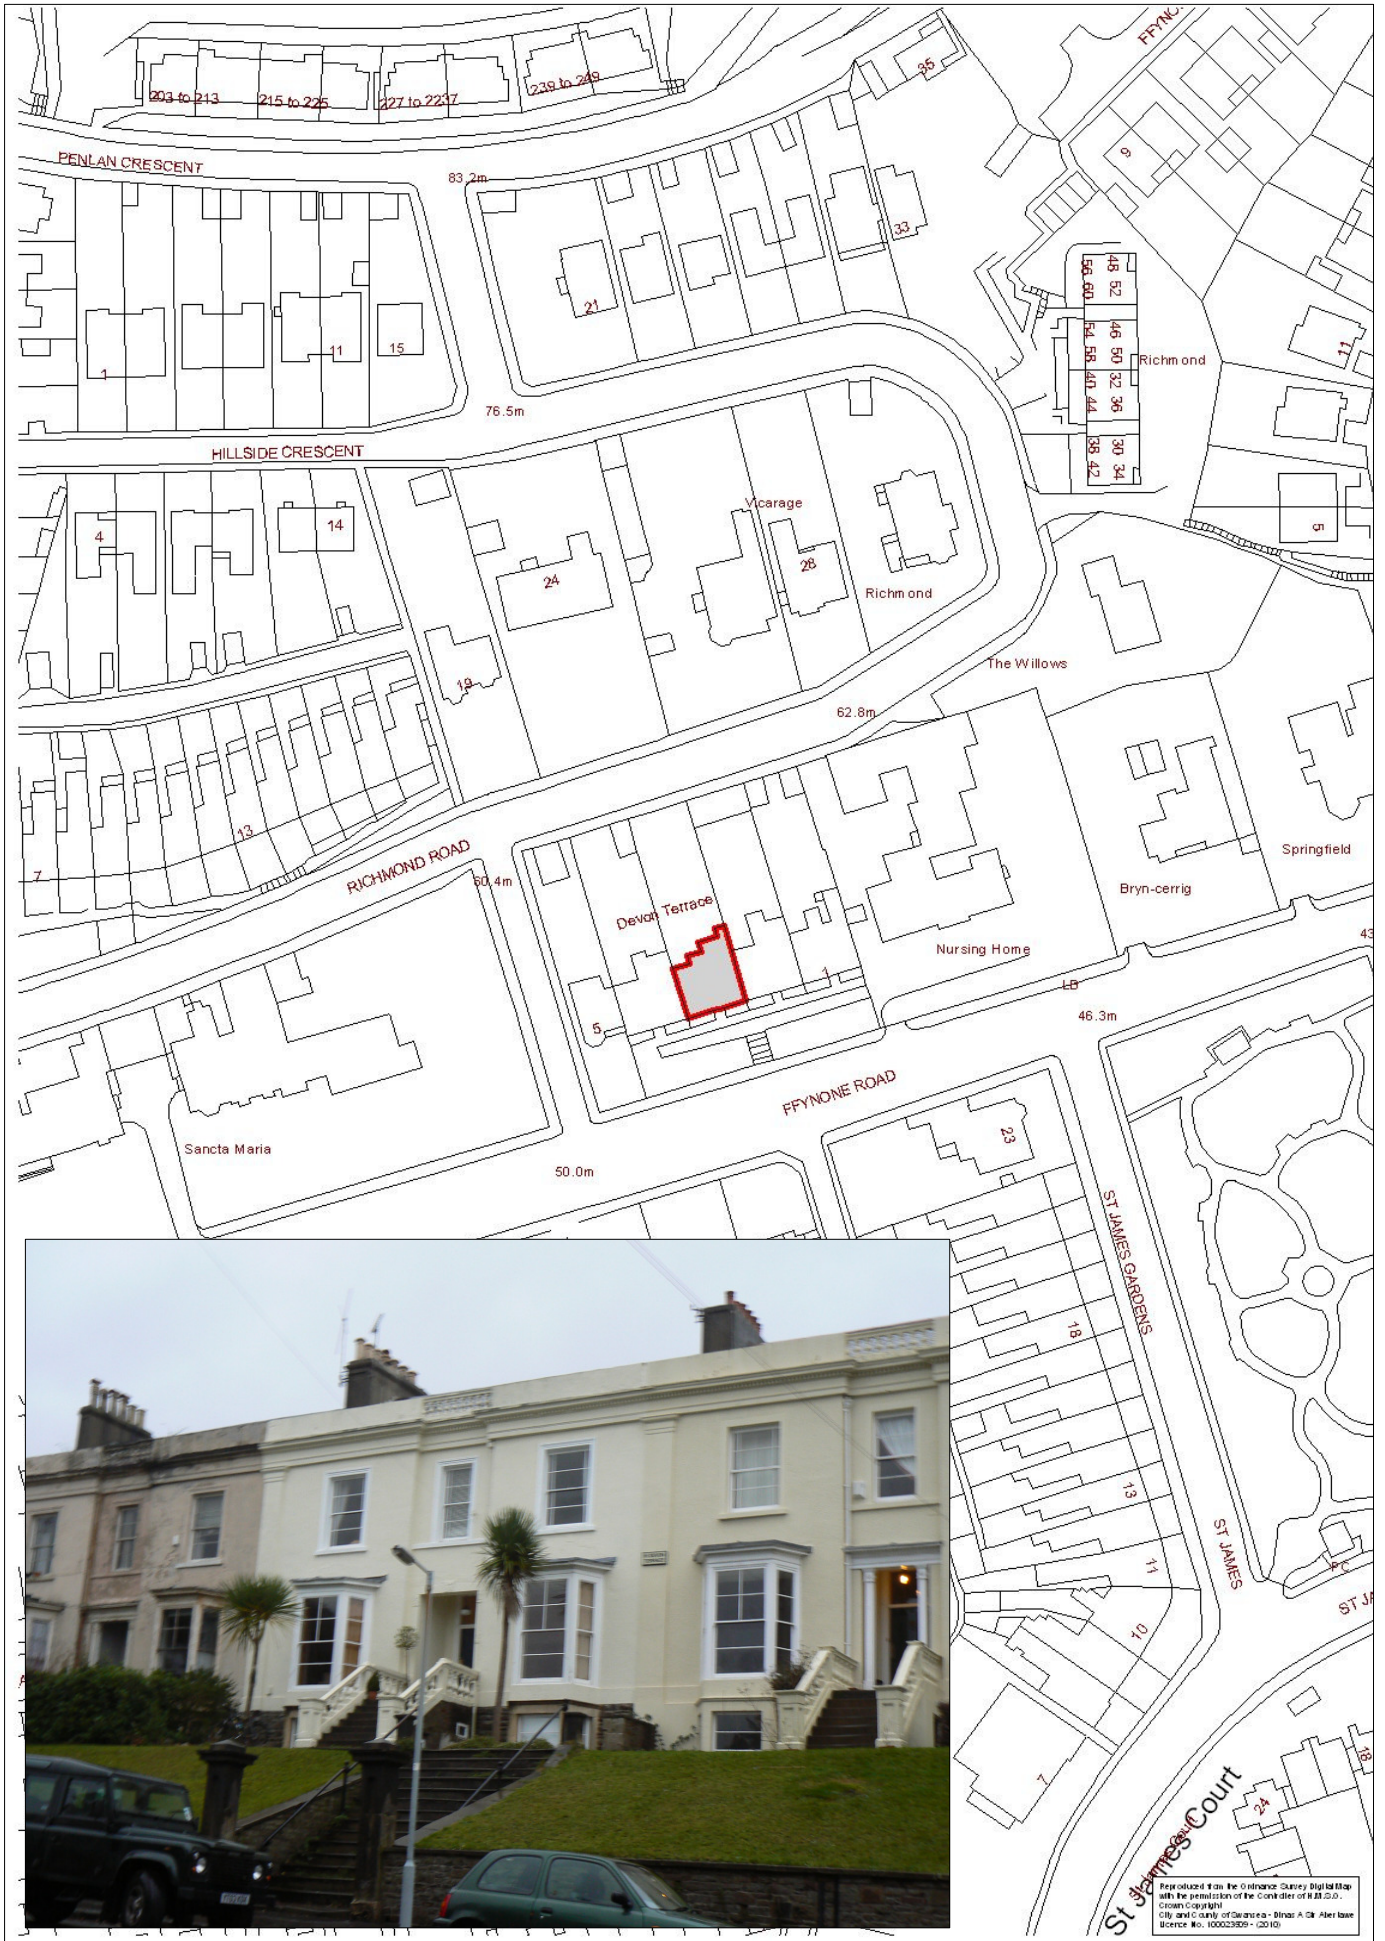 FFYNO
35
203 to 213
215 to 225
227 to 2237
239 to 249
PENLAN CRESCENT
83.2m
9
33
21
48 52
56 60
46 50
54 58
32 36
40 44
30 34
38 42
Richmond
11
1
11
15
76.5m
HILLSIDE CRESCENT
Vicarage
4
14
24
28
Richmond
5
19
The Willows
62.8m
13
7
RICHMOND ROAD
60.4m
Devon Terrace
Springfield
Bryn-cerrig
Nursing Home
1
5
LB
43
46.3m
FFYNONE ROAD
23
Sancta Maria
50.0m
ST JAMES GARDENS
18
13
11
10
ST JAMES
PC
ST JA
7
18
24
St James Court
St James Court
Reproduced from the Ordnance Survey Digital Map
with the permission of the Controller of H.M.S.O.
Crown Copyright
City and County of Swansea - Dinas A Sir Abertawe
Licence No. 100023509 - (2010)